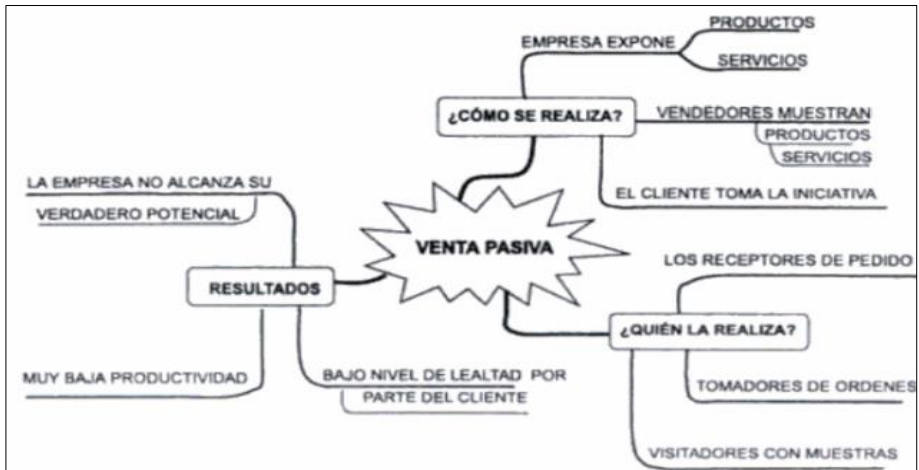 PRODUCTOS
EMPRESA EXPONE
SERVICIOS
¿CÓMO SE REALIZA?
VENDEDORES MUESTRAN
PRODUCTOS
SERVICIOS
EL CLIENTE TOMA LA INICIATIVA
LA EMPRESA NO ALCANZA SU
VERDADERO POTENCIAL
VENTA PASIVA
RESULTADOS
MUY BAJA PRODUCTIVIDAD
BAJO NIVEL DE LEALTAD POR
PARTE DEL CLIENTE
LOS RECEPTORES DE PEDIDO
¿QUIÉN LA REALIZA?
TOMADORES DE ORDENES
VISITADORES CON MUESTRAS